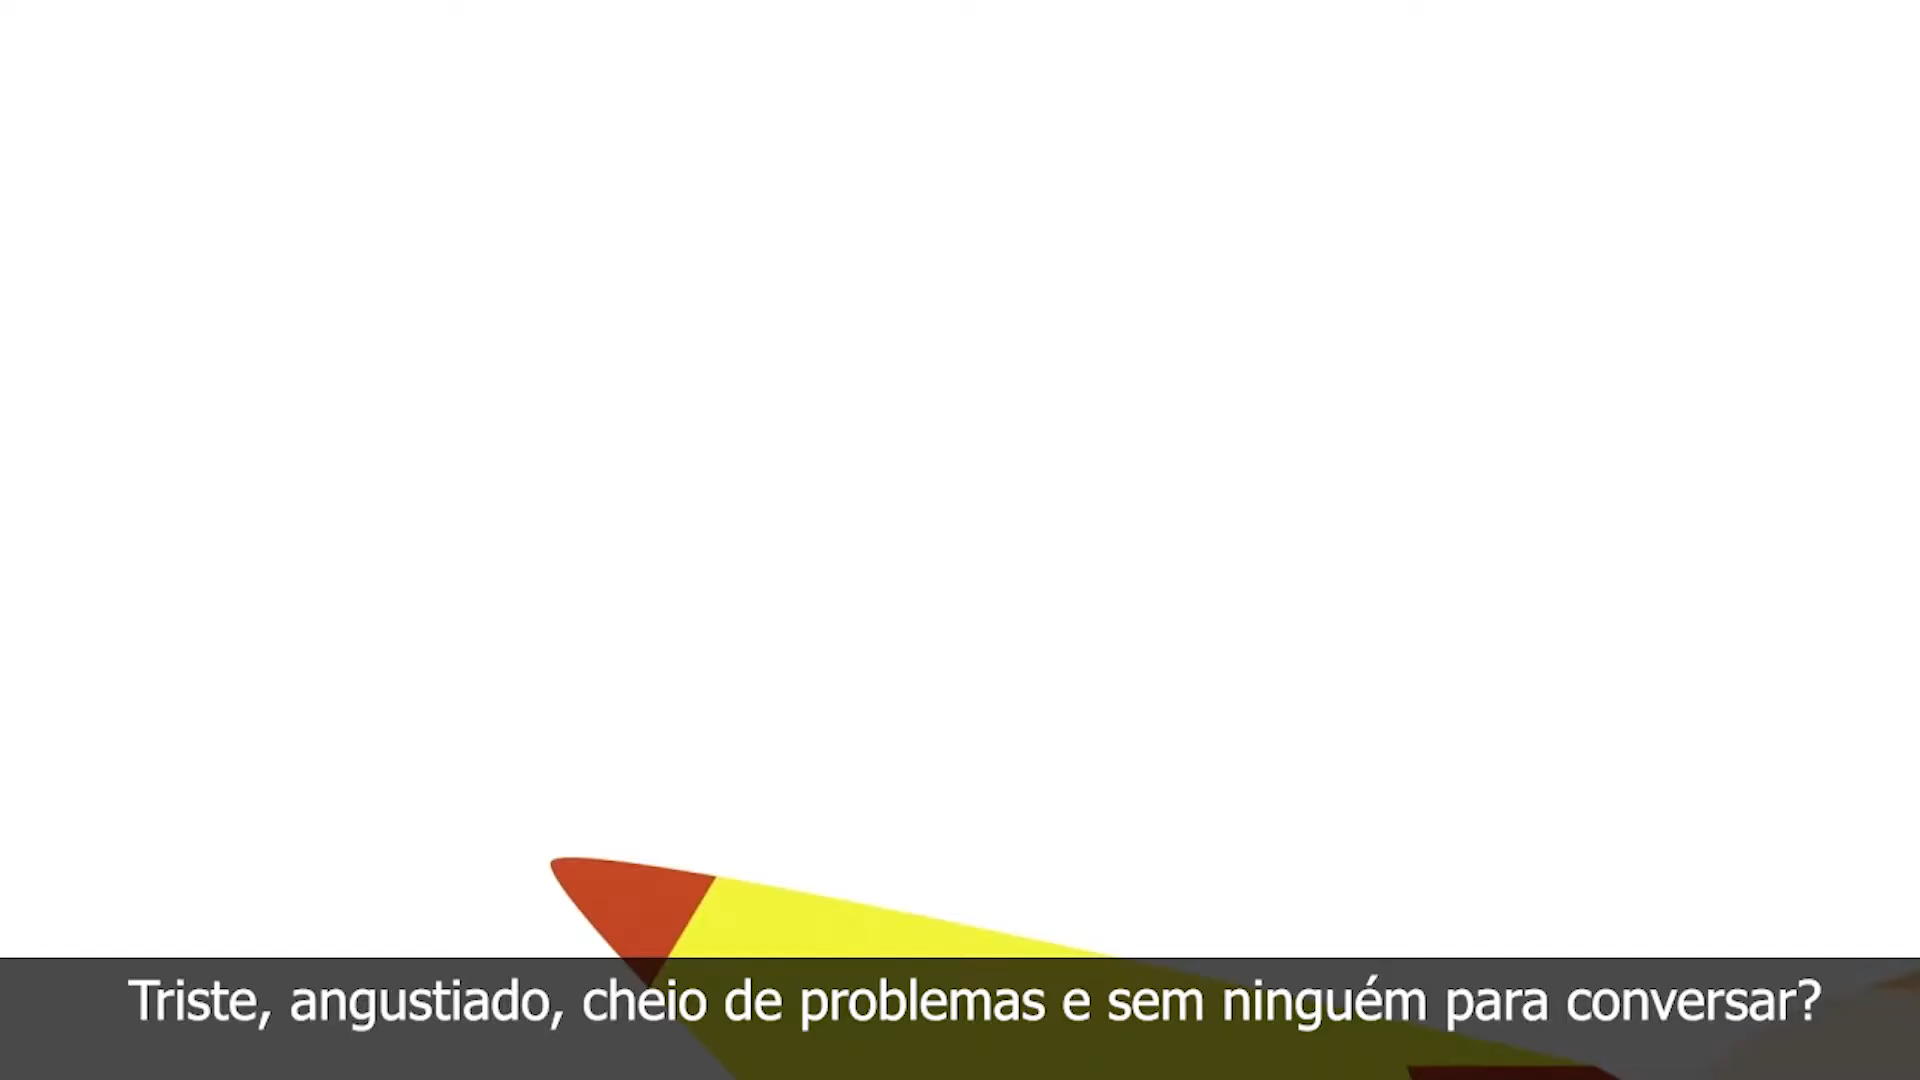 Triste, angustiado, cheio de problemas e sem ninguém para conversar?